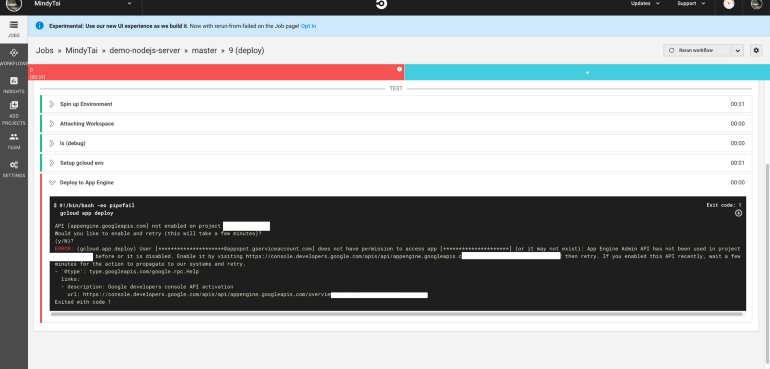 MindyTai
Updates
Support
JOBS
WORKFLOWS
INSIGHTS
ADD
PROJECTS
TEAM
SETTINGS
Experimental: Use our new UI experience as we build it. Now with rerun-from-failed on the Job page! Opt In
Jobs » MindyTai » demo-nodejs-server » master » 9 (deploy)
Rerun workflow
0
(00:33)
TEST
Spin up Environment 00:31
Attaching Workspace 00:00
ls (debug) 00:00
Setup gcloud env 00:01
Deploy to App Engine 00:00
$ #!/bin/bash -eo pipefail Exit code: 1
gcloud app deploy
API [appengine.googleapis.com] not enabled on project
Would you like to enable and retry (this will take a few minutes)?
(y/N)?
ERROR: (gcloud.app.deploy) User [*********************@appspot.gserviceaccount.com] does not have permission to access app [*********************] (or it may not exist): App Engine Admin API has not been used in project
before or it is disabled. Enable it by visiting https://console.developers.google.com/apis/api/appengine.googleapis.c then retry. If you enabled this API recently, wait a few
minutes for the action to propagate to our systems and retry.
- '@type': type.googleapis.com/google.rpc.Help
links:
- description: Google developers console API activation
url: https://console.developers.google.com/apis/api/appengine.googleapis.com/overvie
Exited with code 1